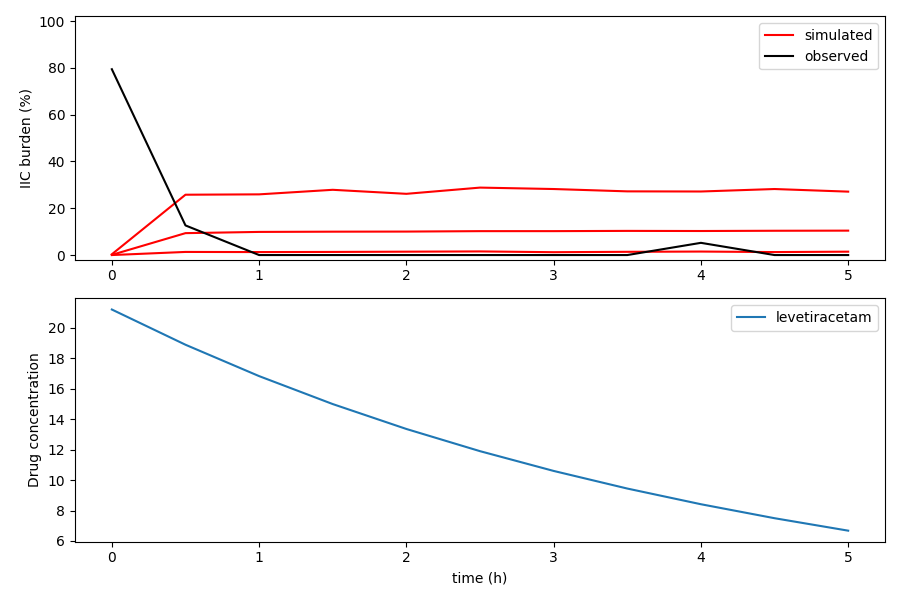 IIC burden (%)
100
80
60
40
20
0
simulated
observed
0 1 2 3 4 5
Drug concentration
20
18
16
14
12
10
8
6
levetiracetam
0 1 2 3 4 5
time (h)